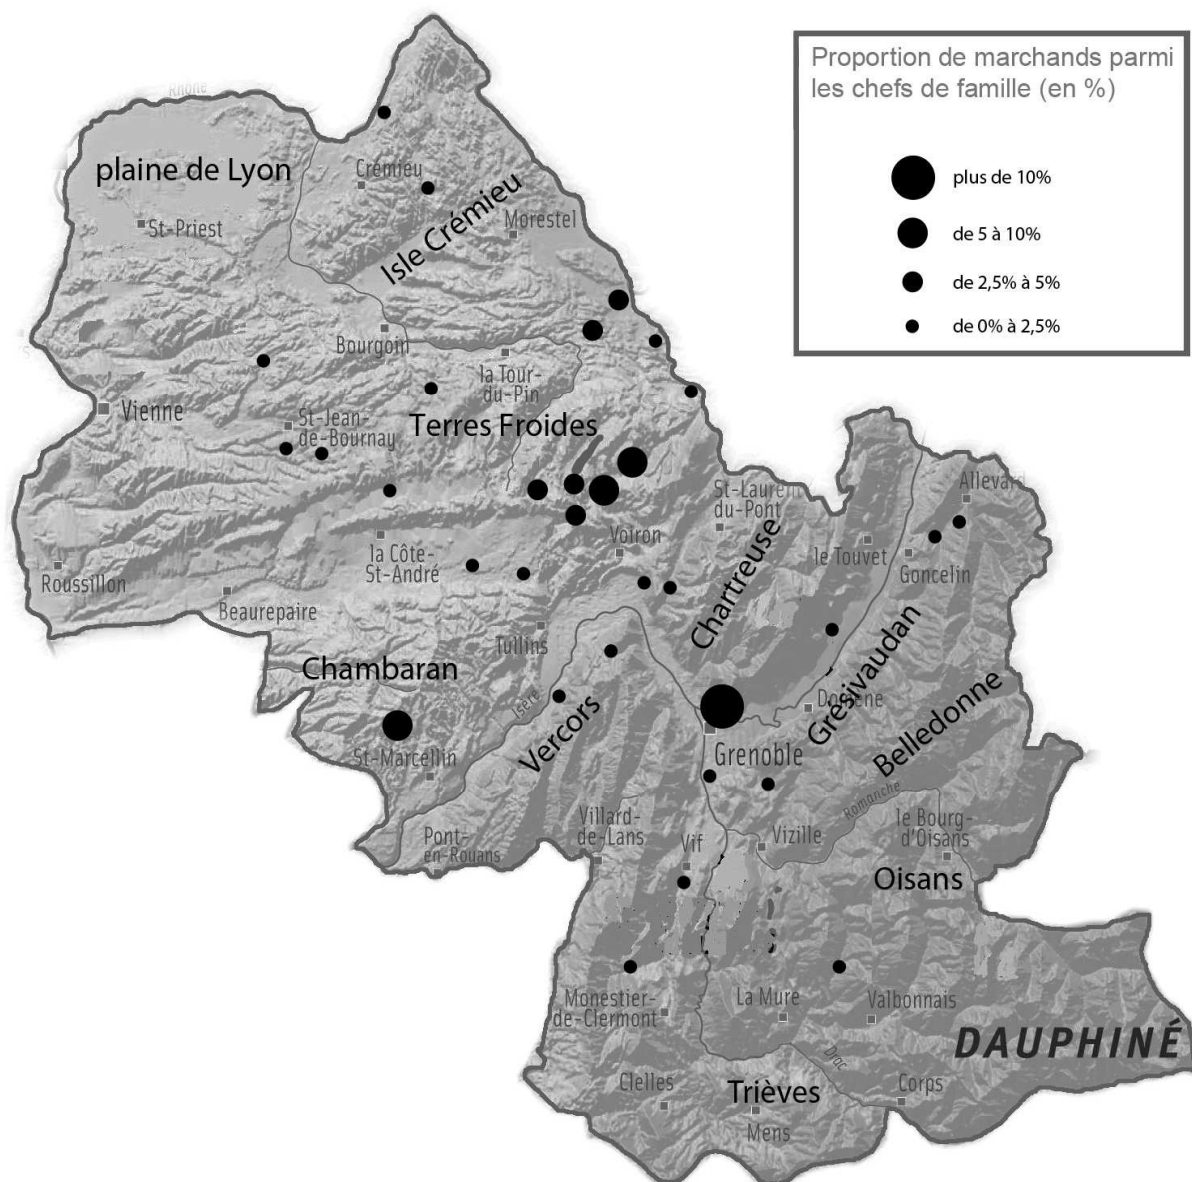 Proportion de marchands parmi
les chefs de famille (en %)
plus de 10%
de 5 à 10%
de 2,5% à 5%
de 0% à 2,5%
Rhône
plaine de Lyon
Crémieu
Isle Crémieu
St-Priest
Morestel
Bourgoin
la Tour-
du-Pin
Vienne
St-Jean-
de-Bournay
Terres Froides
Allevard
St-Laurent
du-Pont
Voiron
Chartreuse
le Touvet
la Côte-
St-André
Goncelin
Roussillon
Beaurepaire
Tullins
Grésivaudan
Chambaran
Isère
Domène
Vercors
Belledonne
St-Marcellin
Grenoble
Romanche
Villard-
de-Lans
le Bourg-
d'Oisans
Pont-
en-Rouans
Vif
Vizille
Oisans
Monestier-
de-Clermont
La Mure
Valbonnais
DAUPHINÉ
Drac
Clelles
Trièves
Corps
Mens